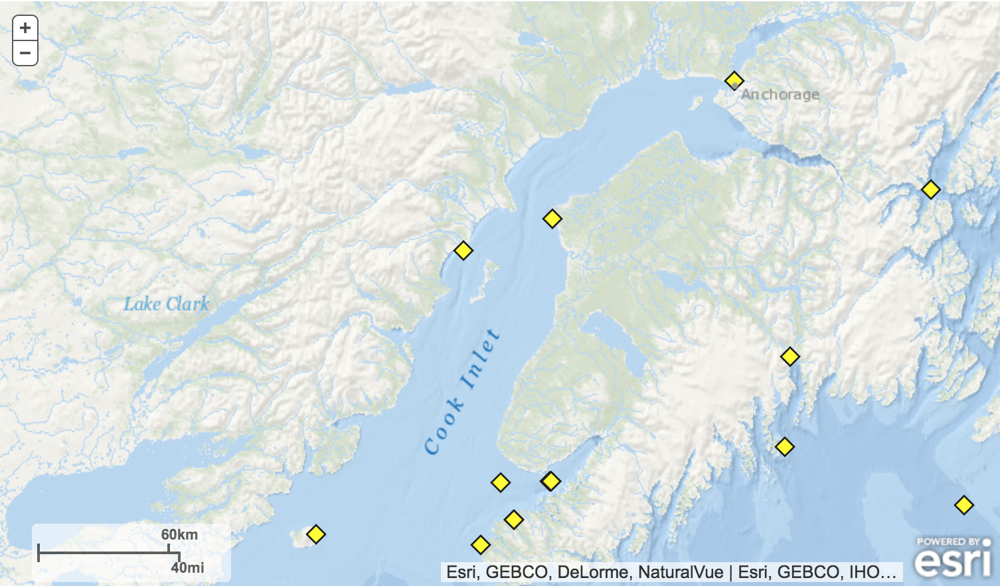 +
−
Anchorage
Lake Clark
Cook Inlet
60km
40mi
POWERED BY
esri
Esri, GEBCO, DeLorme, NaturalVue | Esri, GEBCO, IHO…